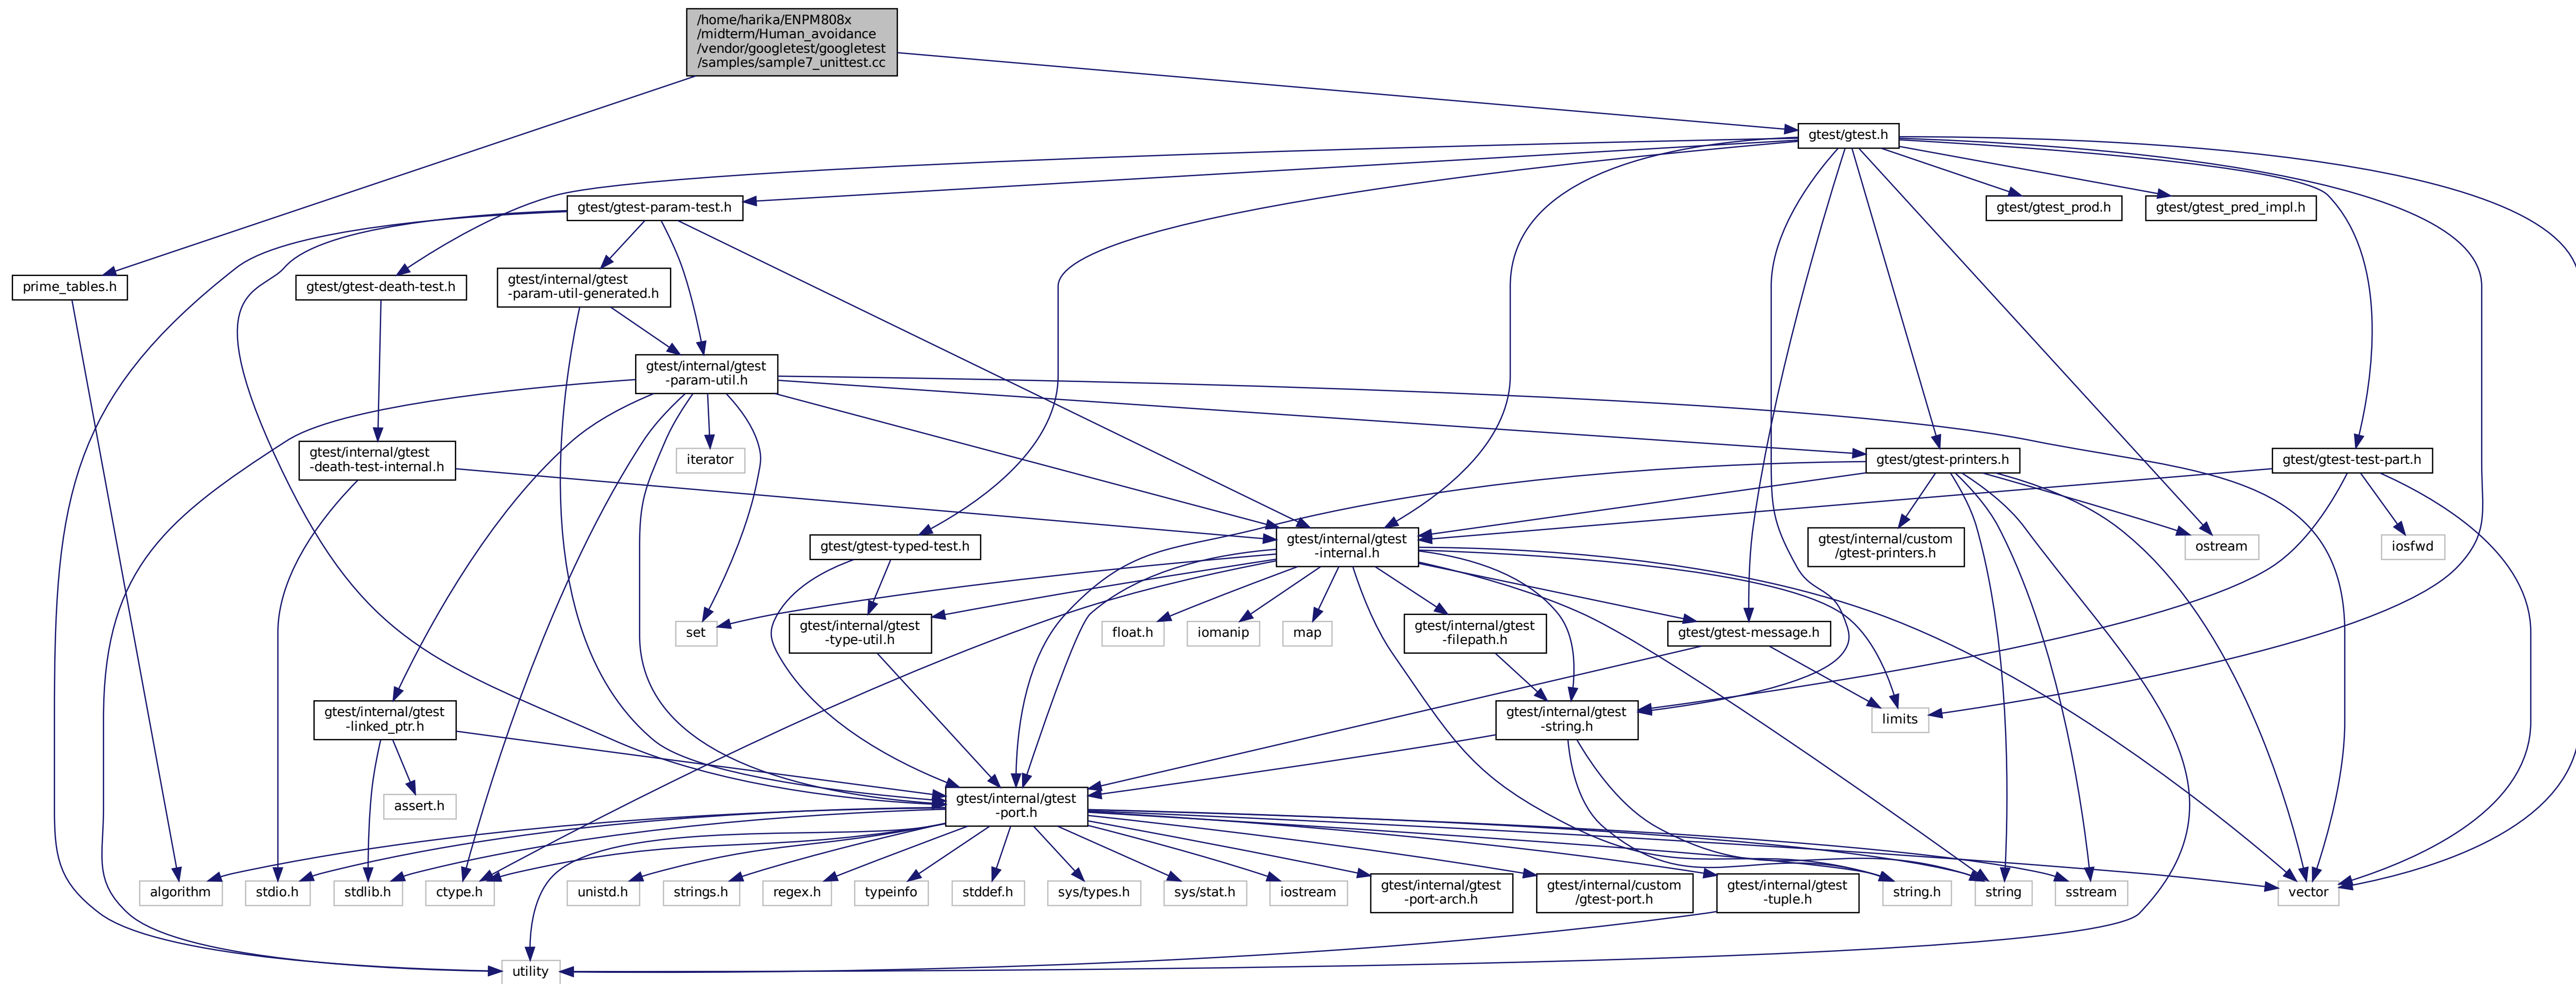 /home/harika/ENPM808x
/midterm/Human_avoidance
/vendor/googletest/googletest
/samples/sample7_unittest.cc
gtest/gtest.h
gtest/gtest-param-test.h
gtest/gtest_prod.h
gtest/gtest_pred_impl.h
prime_tables.h
gtest/gtest-death-test.h
gtest/internal/gtest
-param-util-generated.h
gtest/internal/gtest
-param-util.h
gtest/internal/gtest
-death-test-internal.h
iterator
gtest/gtest-printers.h
gtest/gtest-test-part.h
gtest/gtest-typed-test.h
gtest/internal/gtest
-internal.h
gtest/internal/custom
/gtest-printers.h
ostream
iosfwd
set
gtest/internal/gtest
-type-util.h
float.h
iomanip
map
gtest/internal/gtest
-filepath.h
gtest/gtest-message.h
gtest/internal/gtest
-linked_ptr.h
gtest/internal/gtest
-string.h
limits
assert.h
gtest/internal/gtest
-port.h
algorithm
stdio.h
stdlib.h
ctype.h
unistd.h
strings.h
regex.h
typeinfo
stddef.h
sys/types.h
sys/stat.h
iostream
gtest/internal/gtest
-port-arch.h
gtest/internal/custom
/gtest-port.h
gtest/internal/gtest
-tuple.h
string.h
string
sstream
vector
utility